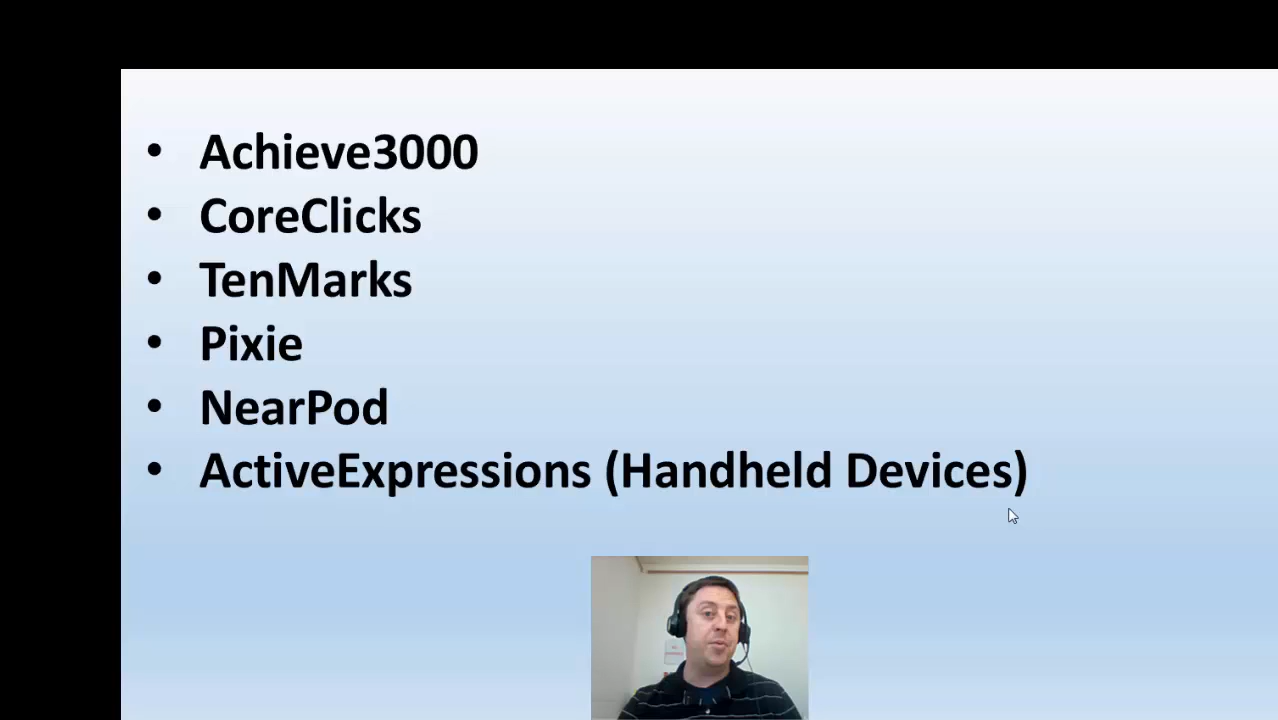 • Achieve3000
• CoreClicks
• TenMarks
• Pixie
• NearPod
• ActiveExpressions (Handheld Devices)